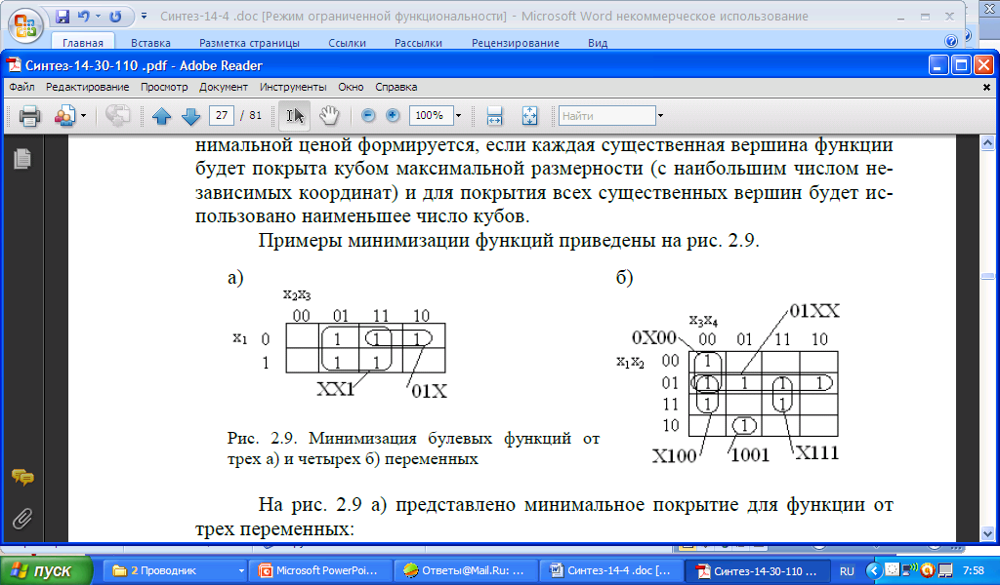 Синтез-14-4 .doc [Режим ограниченной функциональности] - Microsoft Word некоммерческое использование
Главная Вставка Разметка страницы Ссылки Рассылки Рецензирование Вид
Синтез-14-30-110 .pdf - Adobe Reader
Файл Редактирование Просмотр Документ Инструменты Окно Справка
27 / 81 100% Найти
нимальной ценой формируется, если каждая существенная вершина функции
будет покрыта кубом максимальной размерности (с наибольшим числом не-
зависимых координат) и для покрытия всех существенных вершин будет ис-
пользовано наименьшее число кубов.
Примеры минимизации функций приведены на рис. 2.9.
а)
x2x3
00 01 11 10
x1 0 1 1 1
1 1 1
XX1 01X
Рис. 2.9. Минимизация булевых функций от
трех а) и четырех б) переменных
б)
01XX
x3x4
0X00 00 01 11 10
x1x2 00 1
01 1 1 1 1
11 1 1
10 1
X100 1001 X111
На рис. 2.9 а) представлено минимальное покрытие для функции от
трех переменных:
пуск 2 Проводник Microsoft PowerPoi... Ответы@Mail.Ru: ... Синтез-14-4 .doc [... Синтез-14-30-110 ... RU 7:58